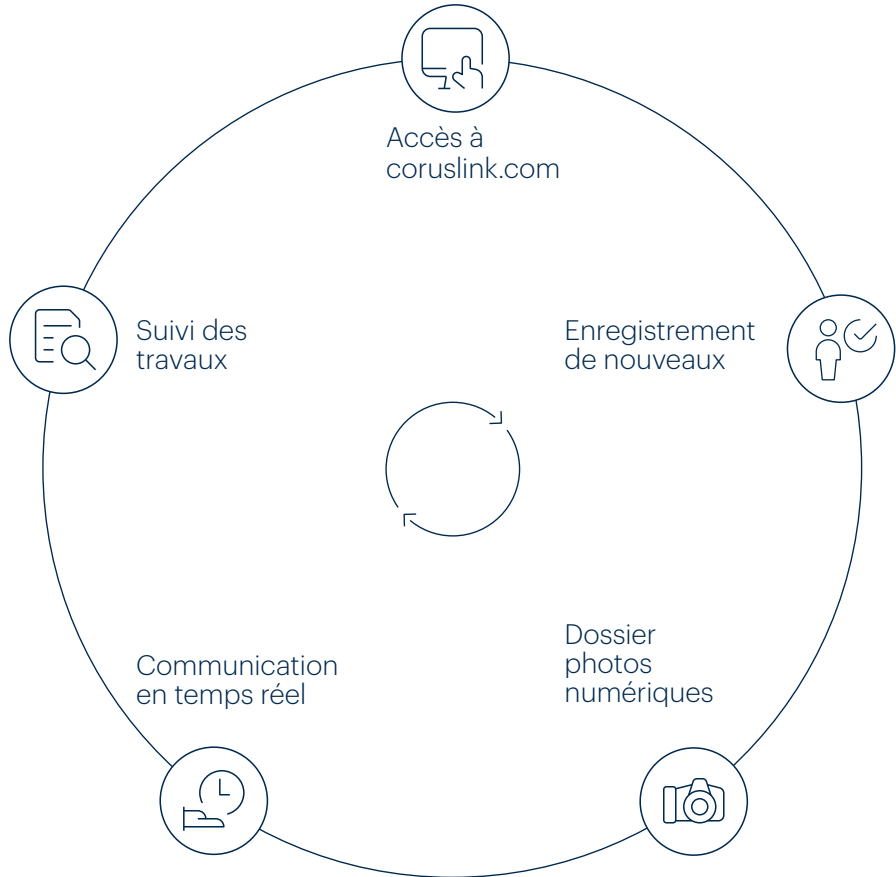 Accès à
coruslink.com
Enregistrement
de nouveaux
Dossier
photos
numériques
Communication
en temps réel
Suivi des
travaux